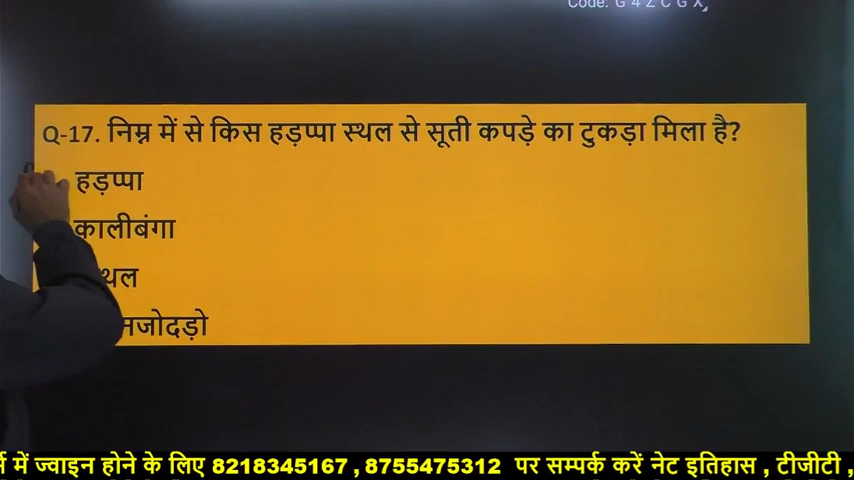 Code: G 4 Z C G X
Q-17. निम्न में से किस हड़प्पा स्थल से सूती कपड़े का टुकड़ा मिला है?
हड़प्पा
कालीबंगा
थल
नजोदड़ो
में ज्वाइन होने के लिए 8218345167 , 8755475312 पर सम्पर्क करें नेट इतिहास , टीजीटी ,